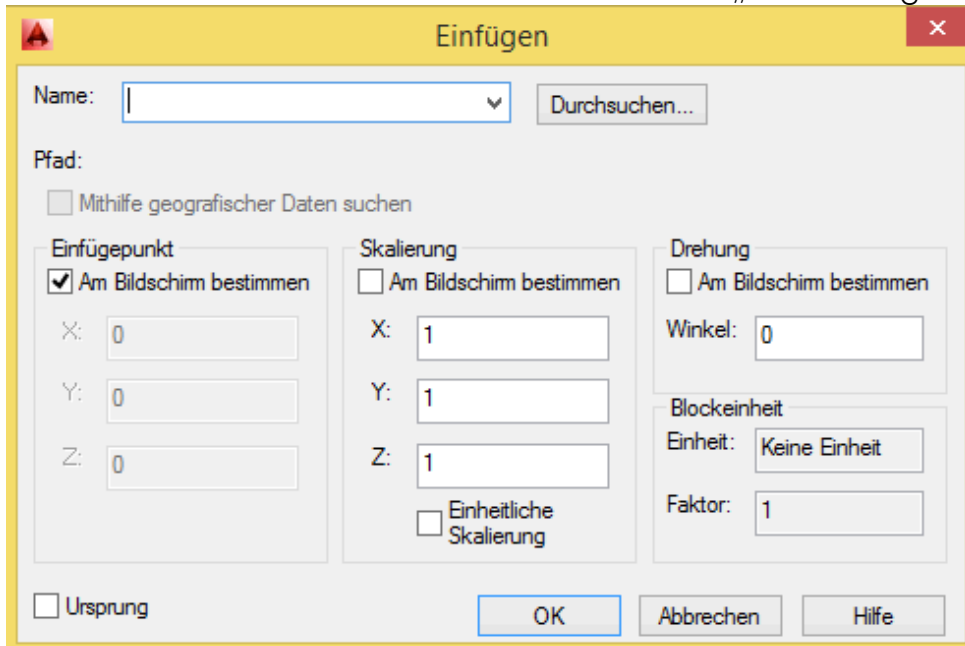 Einfügen
Name:
Durchsuchen...
Pfad:
Mithilfe geografischer Daten suchen
Einfügepunkt
Am Bildschirm bestimmen
X: 0
Y: 0
Z: 0
Skalierung
Am Bildschirm bestimmen
X: 1
Y: 1
Z: 1
Einheitliche
Skalierung
Drehung
Am Bildschirm bestimmen
Winkel: 0
Blockeinheit
Einheit: Keine Einheit
Faktor: 1
Ursprung
OK
Abbrechen
Hilfe